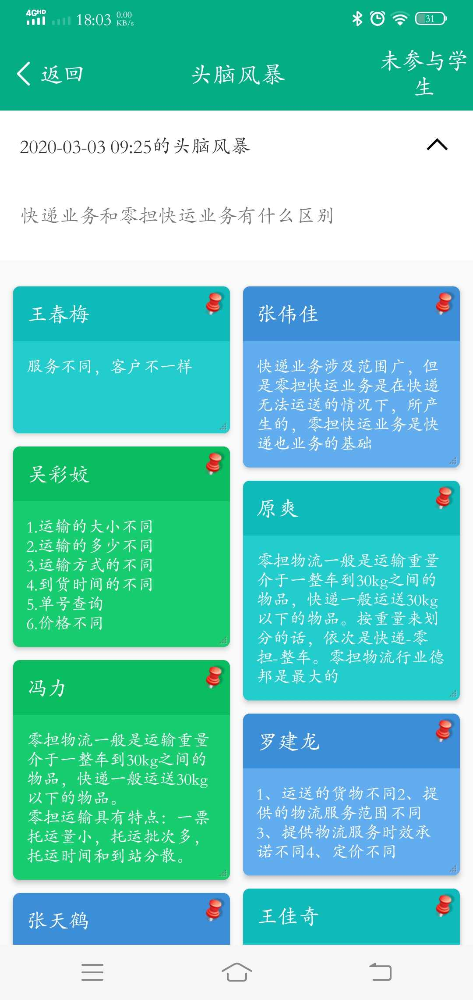 4GHD
18:03
0.00
KB/s
31
返回
头脑风暴
未参与学
生
2020-03-03 09:25的头脑风暴
快递业务和零担快运业务有什么区别
王春梅
服务不同，客户不一样
张伟佳
快递业务涉及范围广，但
是零担快运业务是在快递
无法运送的情况下，所产
生的，零担快运业务是快
递也业务的基础
吴彩姣
1.运输的大小不同
2.运输的多少不同
3.运输方式的不同
4.到货时间的不同
5.单号查询
6.价格不同
原爽
零担物流一般是运输重量
介于一整车到30kg之间的
物品，快递一般运送30kg
以下的物品。按重量来划
分的话，依次是快递-零
担-整车。零担物流行业德
邦是最大的
冯力
零担物流一般是运输重量
介于一整车到30kg之间的
物品，快递一般运送30kg
以下的物品。
零担运输具有特点：一票
托运量小，托运批次多，
托运时间和到站分散。
罗建龙
1、运送的货物不同2、提
供的物流服务范围不同
3、提供物流服务时效承
诺不同4、定价不同
张天鹤
王佳奇